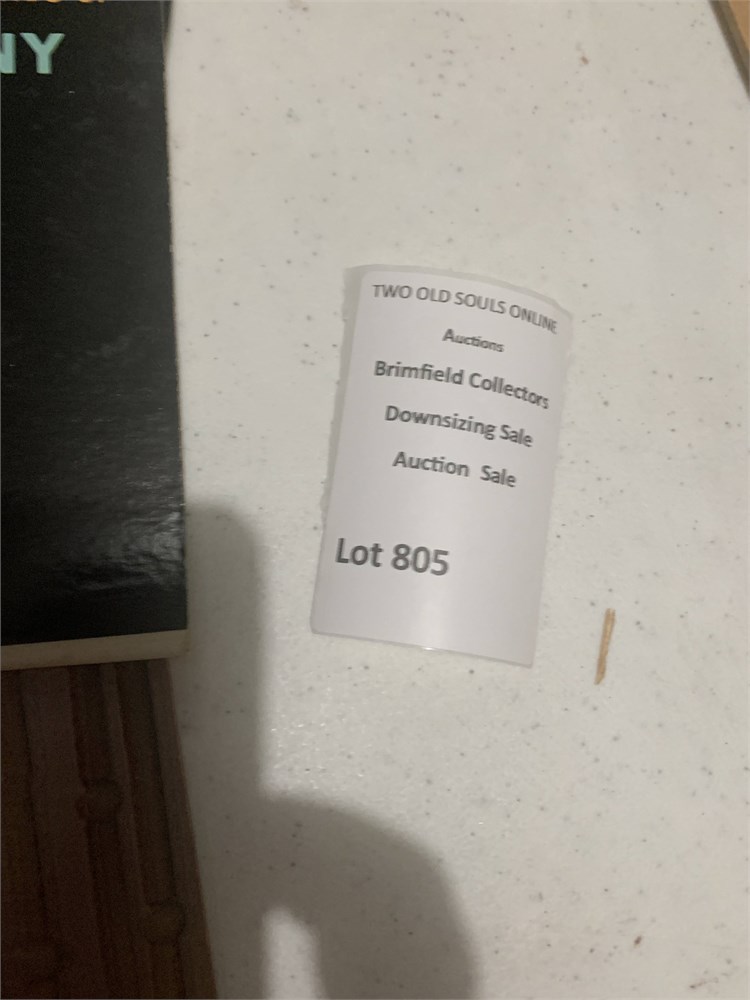 NY
TWO OLD SOULS ONLINE
Auctions
Brimfield Collectors
Downsizing Sale
Auction Sale
Lot 805